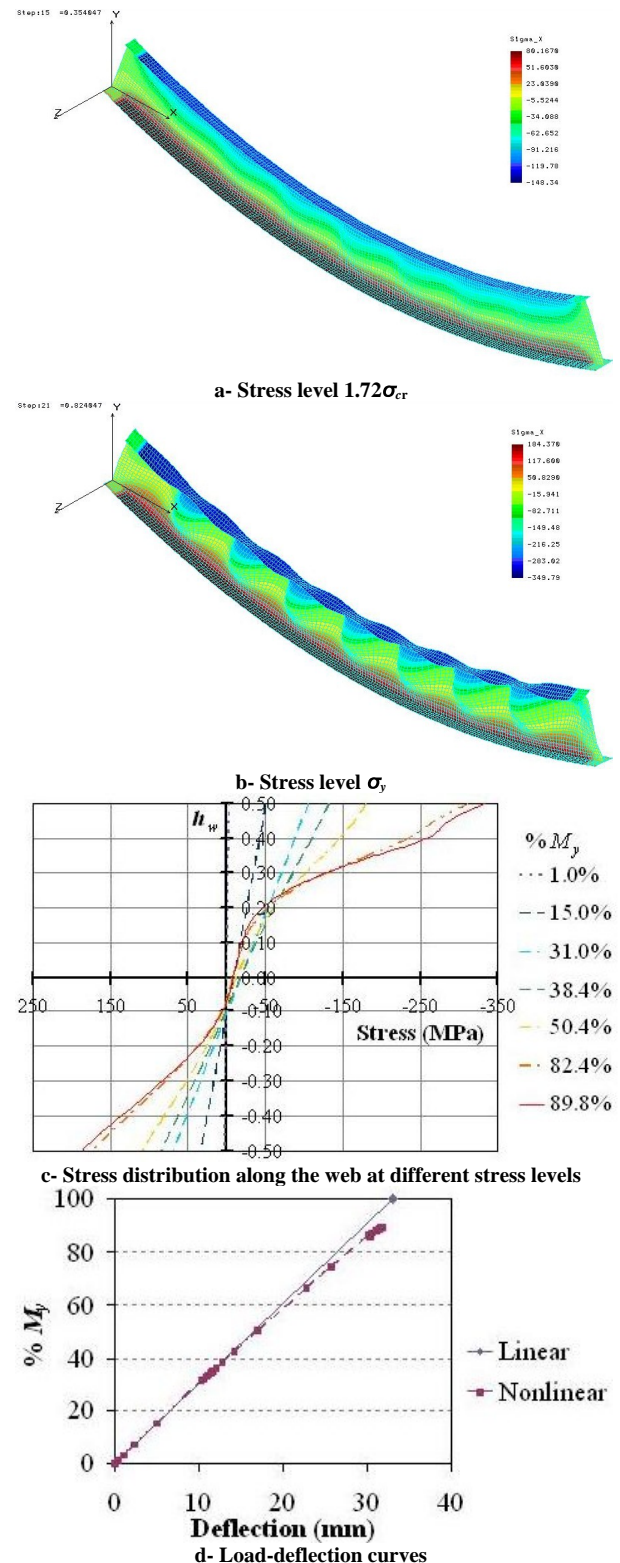 Step:15 =0.354047
Y
Z
X
Sigma_X
80.1670
51.6030
23.0390
-5.5244
-34.088
-62.652
-91.216
-119.78
-148.34
a- Stress level 1.72σcr
Step:21 =0.824047
Y
Z
X
Sigma_X
184.370
117.600
50.8290
-15.941
-82.711
-149.48
-216.25
-283.02
-349.79
b- Stress level σy
hw
0.50
0.40
0.30
0.20
0.10
0.00
-0.10
-0.20
-0.30
-0.40
-0.50
250
150
50
-50
-150
-250
-350
Stress (MPa)
% My
1.0%
15.0%
31.0%
38.4%
50.4%
82.4%
89.8%
c- Stress distribution along the web at different stress levels
100
80
60
40
20
0
% My
0
10
20
30
40
Deflection (mm)
Linear
Nonlinear
d- Load-deflection curves